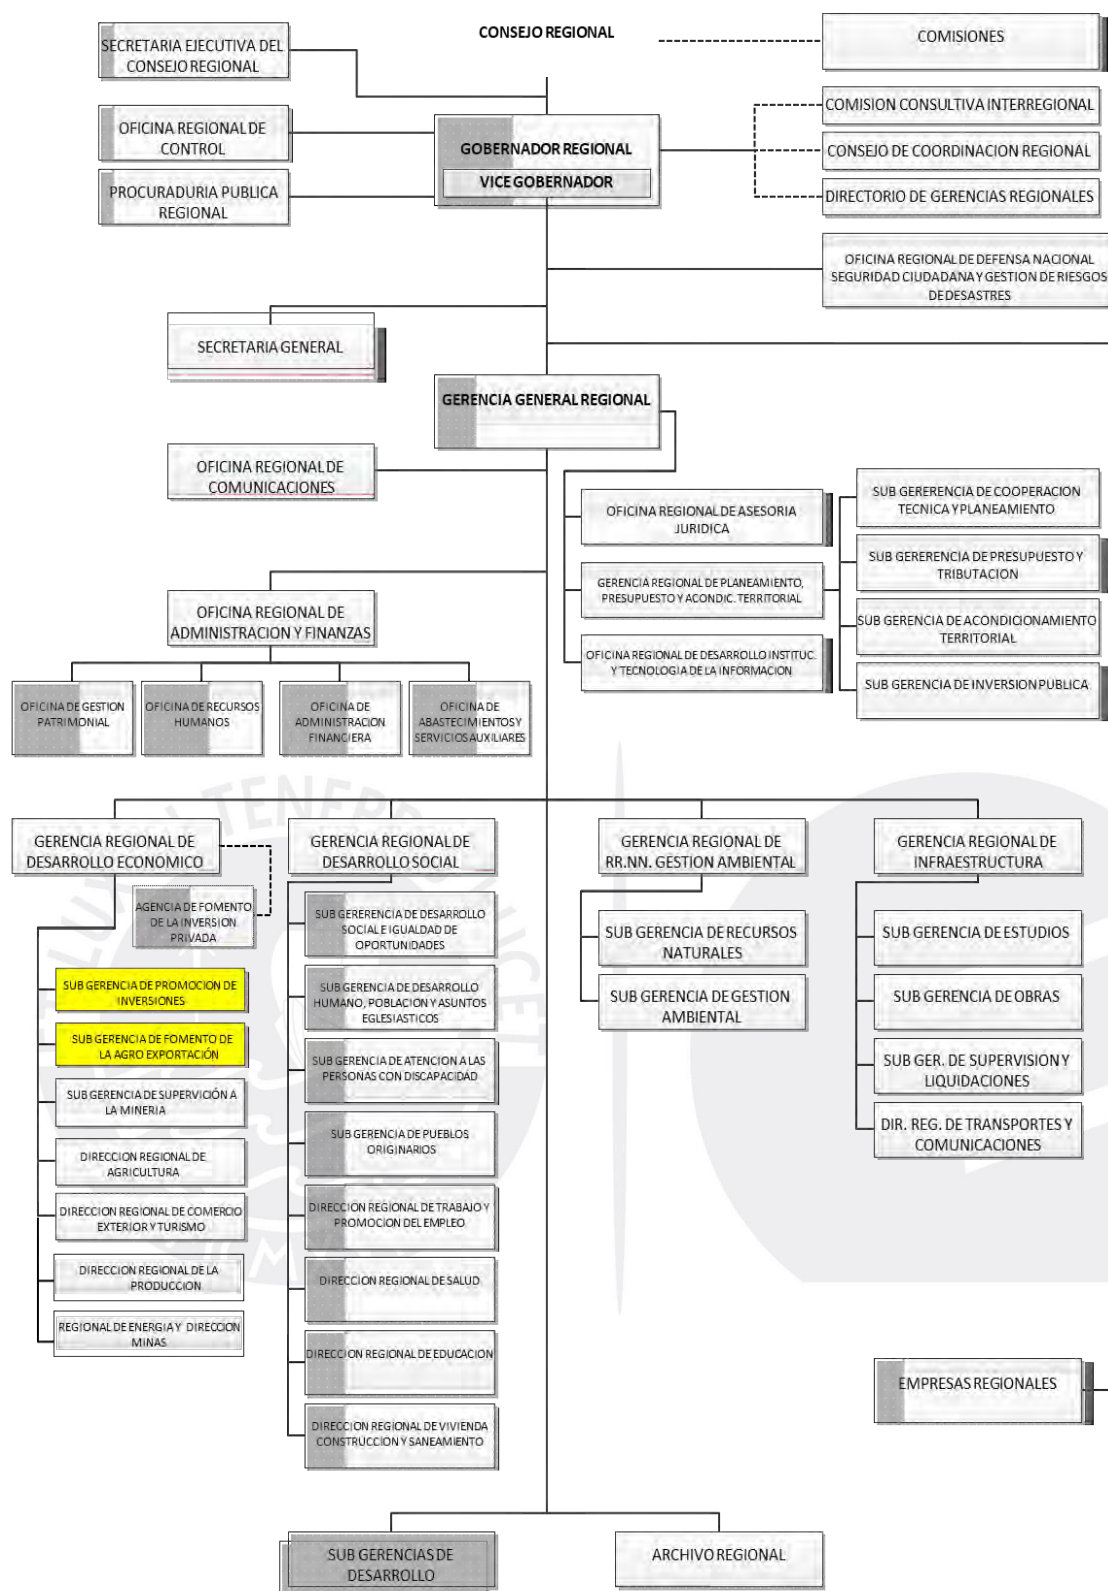 CONSEJO REGIONAL
COMISIONES
SECRETARIA EJECUTIVA DEL
CONSEJO REGIONAL
COMISION CONSULTIVA INTERREGIONAL
OFICINA REGIONAL DE
CONTROL
GOBERNADOR REGIONAL
VICE GOBERNADOR
CONSEJO DE COORDINACION REGIONAL
PROCURADURIA PUBLICA
REGIONAL
DIRECTORIO DE GERENCIAS REGIONALES
OFICINA REGIONAL DE DEFENSA NACIONAL
SEGURIDAD CIUDADANA Y GESTION DE RIESGOS
DE DESASTRES
SECRETARIA GENERAL
GERENCIA GENERAL REGIONAL
OFICINA REGIONAL DE
COMUNICACIONES
OFICINA REGIONAL DE ASESORIA
JURIDICA
SUB GERERENCIA DE COOPERACION
TECNICA Y PLANEAMIENTO
GERENCIA REGIONAL DE PLANEAMIENTO,
PRESUPUESTO Y ACONDIC. TERRITORIAL
SUB GERERENCIA DE PRESUPUESTO Y
TRIBUTACION
OFICINA REGIONAL DE
ADMINISTRACION Y FINANZAS
SUB GERENCIA DE ACONDICIONAMIENTO
TERRITORIAL
OFICINA REGIONAL DE DESARROLLO INSTITUC.
Y TECNOLOGIA DE LA INFORMACION
SUB GERENCIA DE INVERSION PUBLICA
OFICINA DE GESTION
PATRIMONIAL
OFICINA DE RECURSOS
HUMANOS
OFICINA DE
ADMINISTRACION
FINANCIERA
OFICINA DE
ABASTECIMIENTOS Y
SERVICIOS AUXILIARES
GERENCIA REGIONAL DE
DESARROLLO ECONOMICO
GERENCIA REGIONAL DE
DESARROLLO SOCIAL
GERENCIA REGIONAL DE
RR.NN. GESTION AMBIENTAL
GERENCIA REGIONAL DE
INFRAESTRUCTURA
AGENCIA DE FOMENTO
DE LA INVERSION
PRIVADA
SUB GERENCIA DE PROMOCION DE
INVERSIONES
SUB GERENCIA DE FOMENTO DE
LA AGRO EXPORTACIÓN
SUB GERENCIA DE SUPERVICIÓN A
LA MINERIA
DIRECCION REGIONAL DE
AGRICULTURA
DIRECCION REGIONAL DE COMERCIO
EXTERIOR Y TURISMO
DIRECCION REGIONAL DE LA
PRODUCCION
REGIONAL DE ENERGIA Y DIRECCION
MINAS
SUB GERERENCIA DE DESARROLLO
SOCIAL E IGUALDAD DE
OPORTUNIDADES
SUB GERENCIA DE DESARROLLO
HUMANO, POBLACION Y ASUNTOS
EGLESIASTICOS
SUB GERENCIA DE ATENCION A LAS
PERSONAS CON DISCAPACIDAD
SUB GERENCIA DE PUEBLOS
ORIGINARIOS
DIRECCION REGIONAL DE TRABAJO Y
PROMOCION DEL EMPLEO
DIRECCION REGIONAL DE SALUD
DIRECCION REGIONAL DE EDUCACION
DIRECCION REGIONAL DE VIVIENDA
CONSTRUCCION Y SANEAMIENTO
SUB GERENCIA DE RECURSOS
NATURALES
SUB GERENCIA DE GESTION
AMBIENTAL
SUB GERENCIA DE ESTUDIOS
SUB GERENCIA DE OBRAS
SUB GER. DE SUPERVISION Y
LIQUIDACIONES
DIR. REG. DE TRANSPORTES Y
COMUNICACIONES
EMPRESAS REGIONALES
SUB GERENCIAS DE
DESARROLLO
ARCHIVO REGIONAL